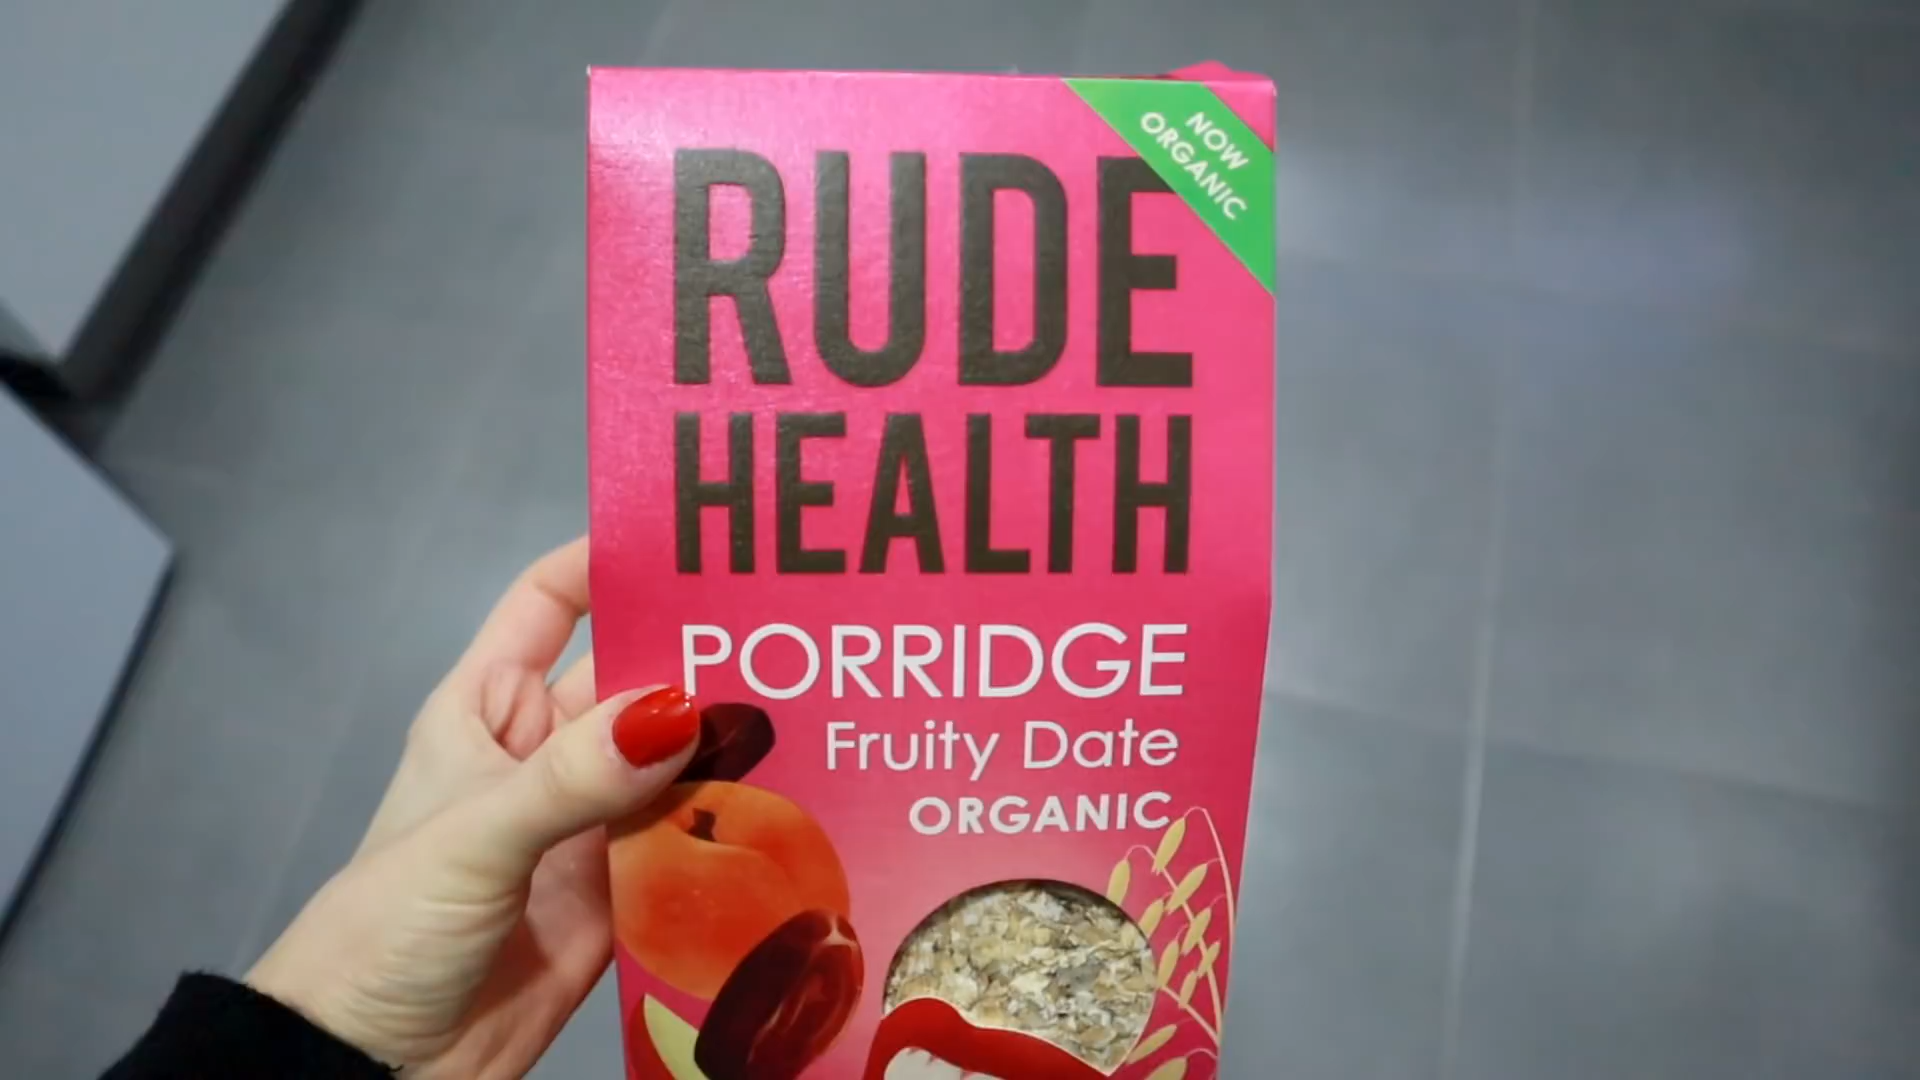 NOW
ORGANIC
RUDE
HEALTH
PORRIDGE
Fruity Date
ORGANIC